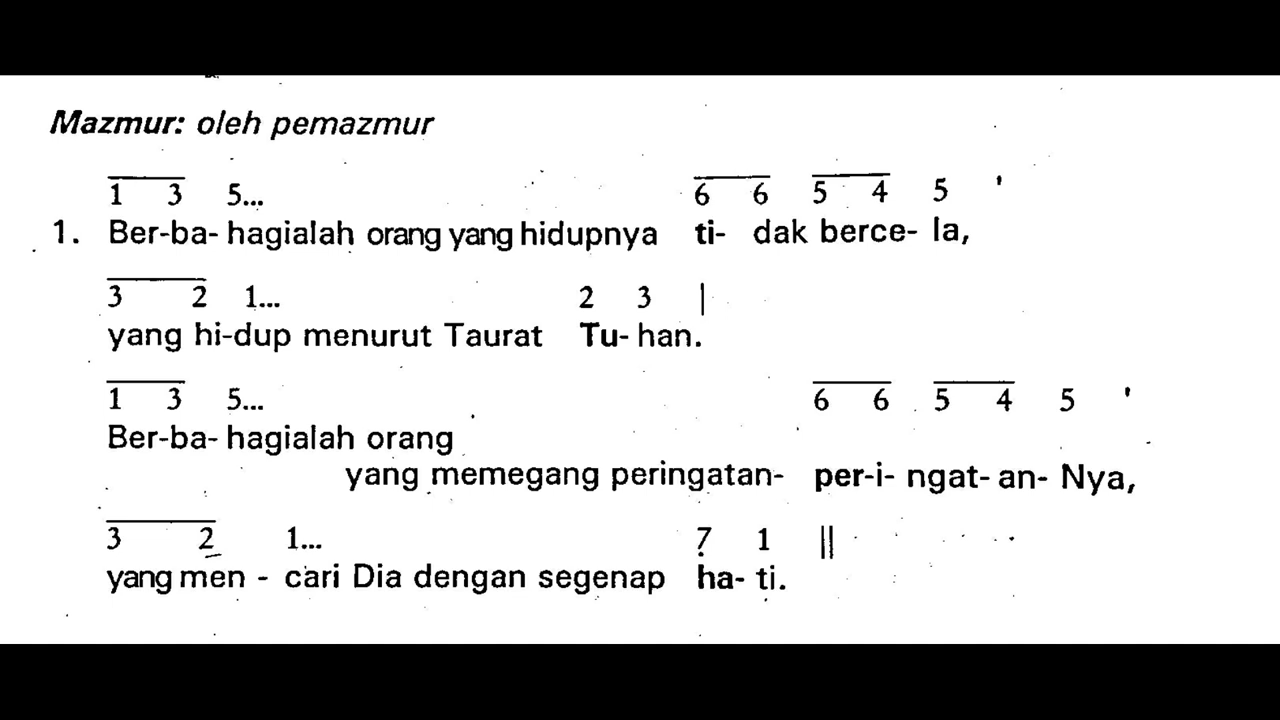 Mazmur: oleh pemazmur
1 3 5... 6 6 5 4 5 '
1. Ber-ba- hagialah orang yang hidupnya ti- dak berce- la,
3 2 1... 2 3 |
yang hi-dup menurut Taurat Tu- han.
1 3 5... 6 6 5 4 5 '
Ber-ba- hagialah orang
yang memegang peringatan- per-i- ngat- an- Nya,
3 2 1... 7̣ 1 ||
yang men - cari Dia dengan segenap ha- ti.